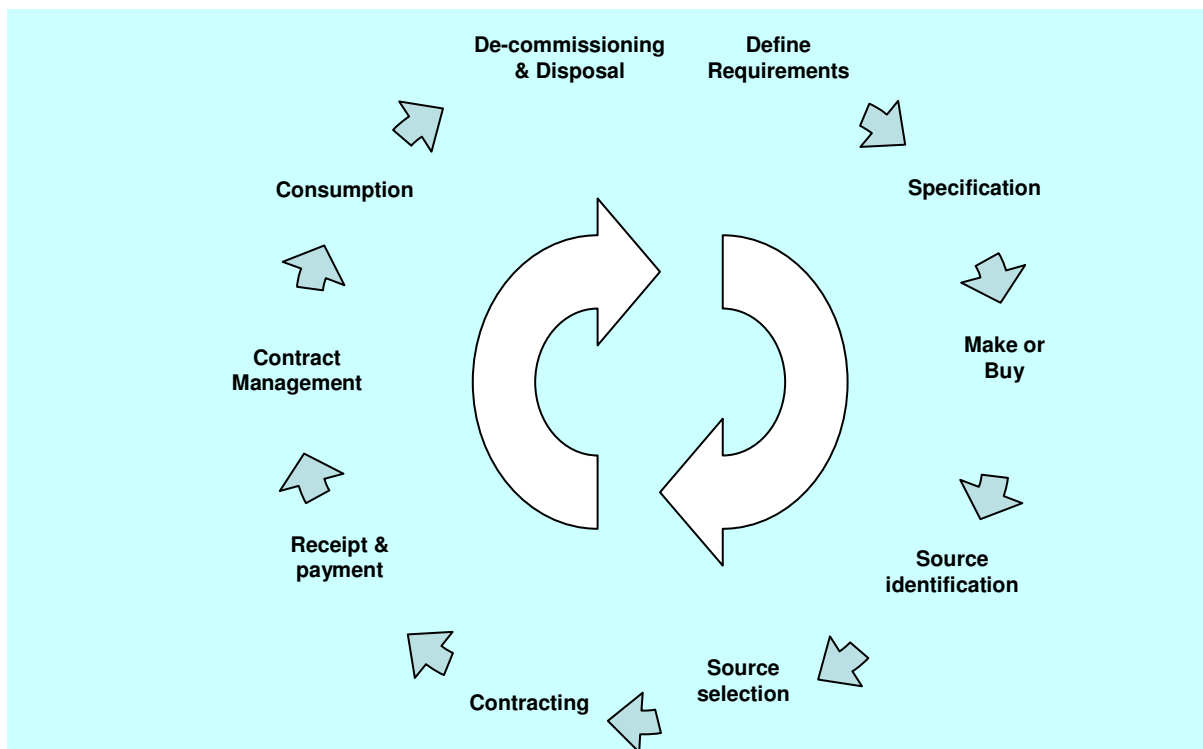 De-commissioning
& Disposal
Define
Requirements
Specification
Make or
Buy
Source
identification
Source
selection
Contracting
Receipt &
payment
Contract
Management
Consumption